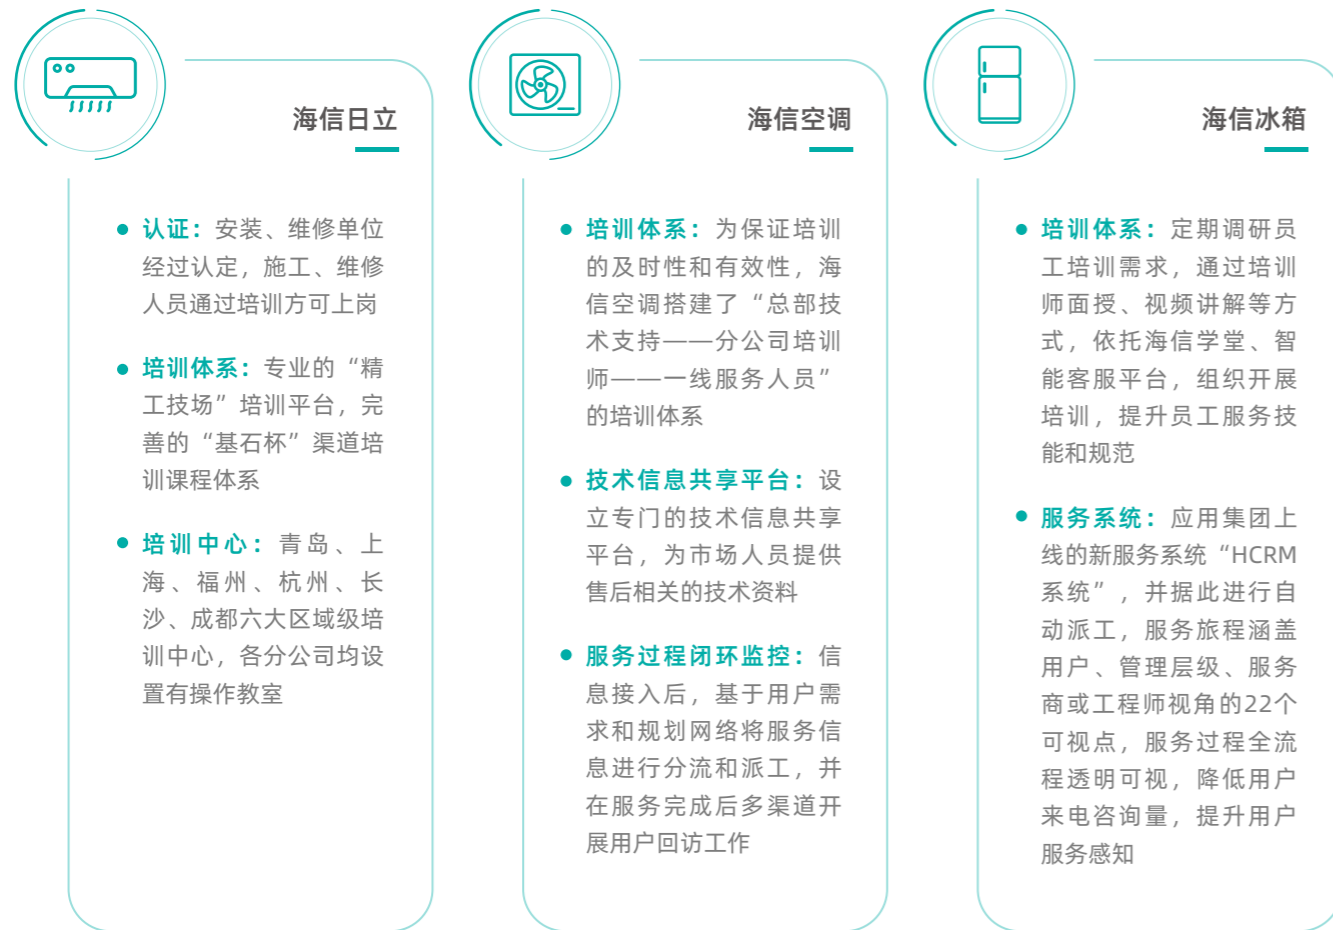 海信日立
认证：安装、维修单位
经过认定，施工、维修
人员通过培训方可上岗
培训体系：专业的“精
工技场”培训平台，完
善的“基石杯”渠道培
训课程体系
培训中心：青岛、上
海、福州、杭州、长
沙、成都六大区域级培
训中心，各分公司均设
置有操作教室
海信空调
培训体系：为保证培训
的及时性和有效性，海
信空调搭建了“总部技
术支持——分公司培训
师——一线服务人员”
的培训体系
技术信息共享平台：设
立专门的技术信息共享
平台，为市场人员提供
售后相关的技术资料
服务过程闭环监控：信
息接入后，基于用户需
求和规划网络将服务信
息进行分流和派工，并
在服务完成后多渠道开
展用户回访工作
海信冰箱
培训体系：定期调研员
工培训需求，通过培训
师面授、视频讲解等方
式，依托海信学堂、智
能客服平台，组织开展
培训，提升员工服务技
能和规范
服务系统：应用集团上
线的新服务系统“HCRM
系统”，并据此进行自
动派工，服务旅程涵盖
用户、管理层级、服务
商或工程师视角的22个
可视点，服务过程全流
程透明可视，降低用户
来电咨询量，提升用户
服务感知